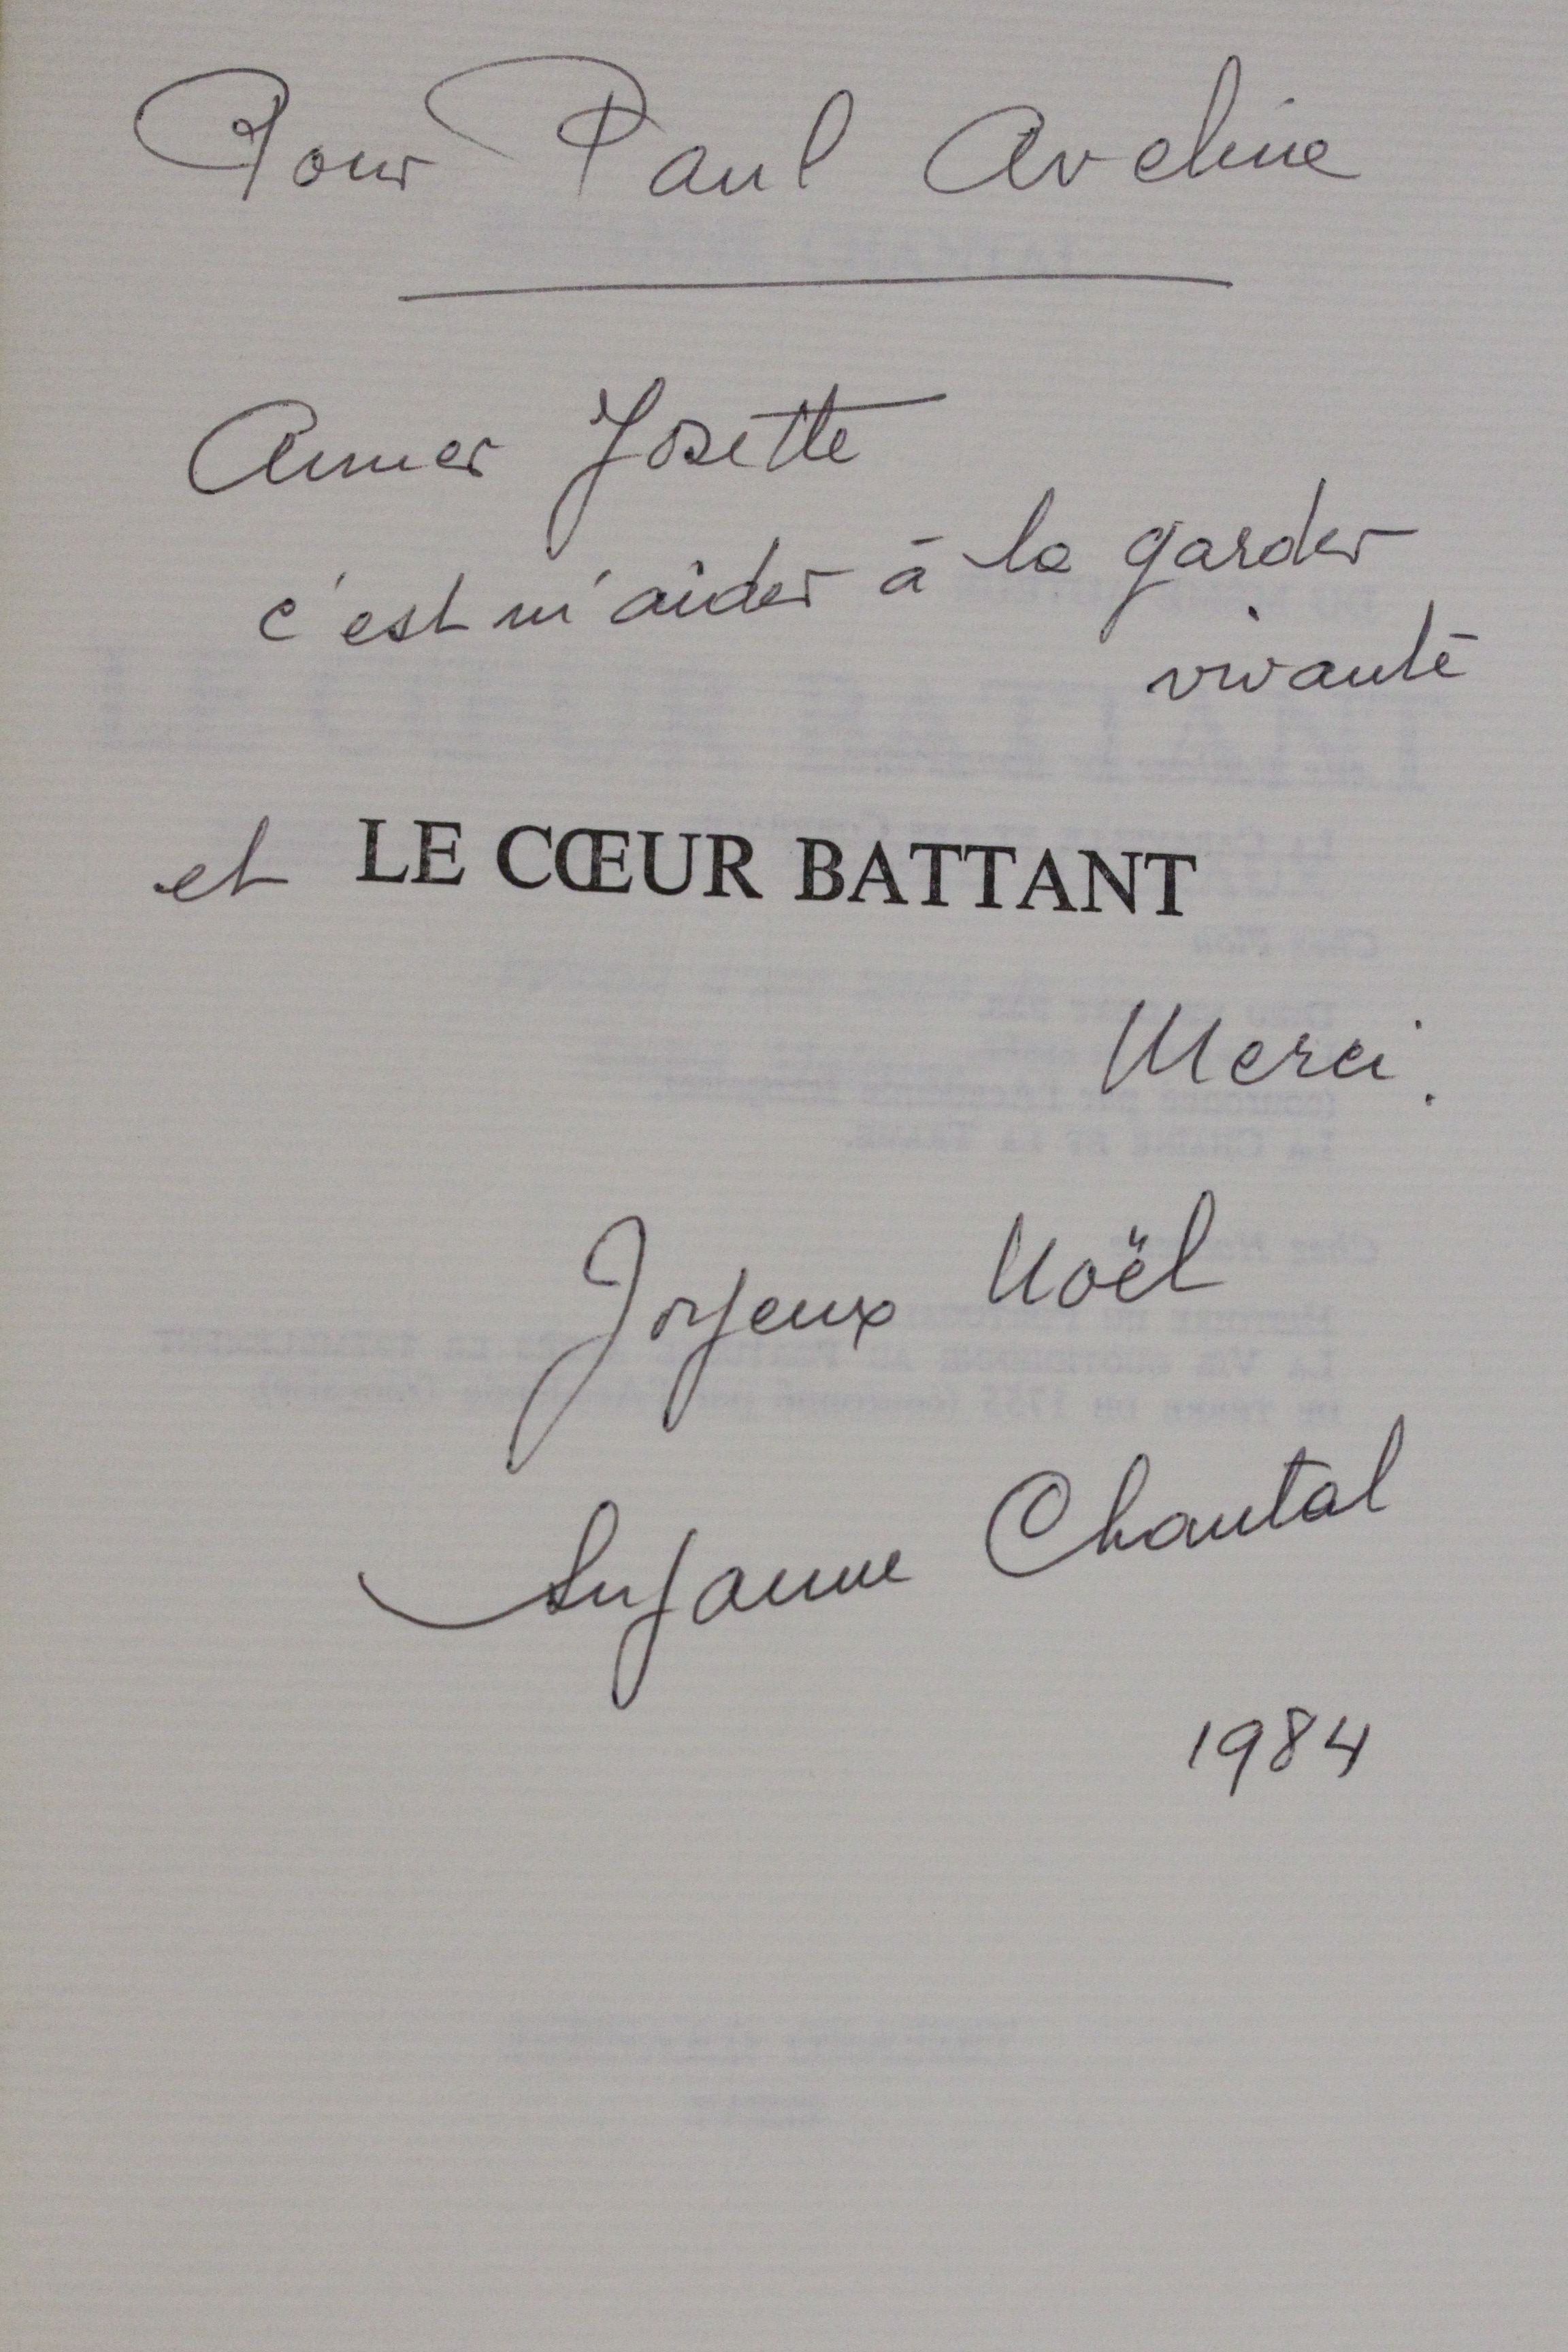 Pour Paul Aveline
Aimer Josette
c'est m'aider à la garder
vivante
et LE CŒUR BATTANT
Merci.
Joyeux Noël
Suzanne Chantal
1984